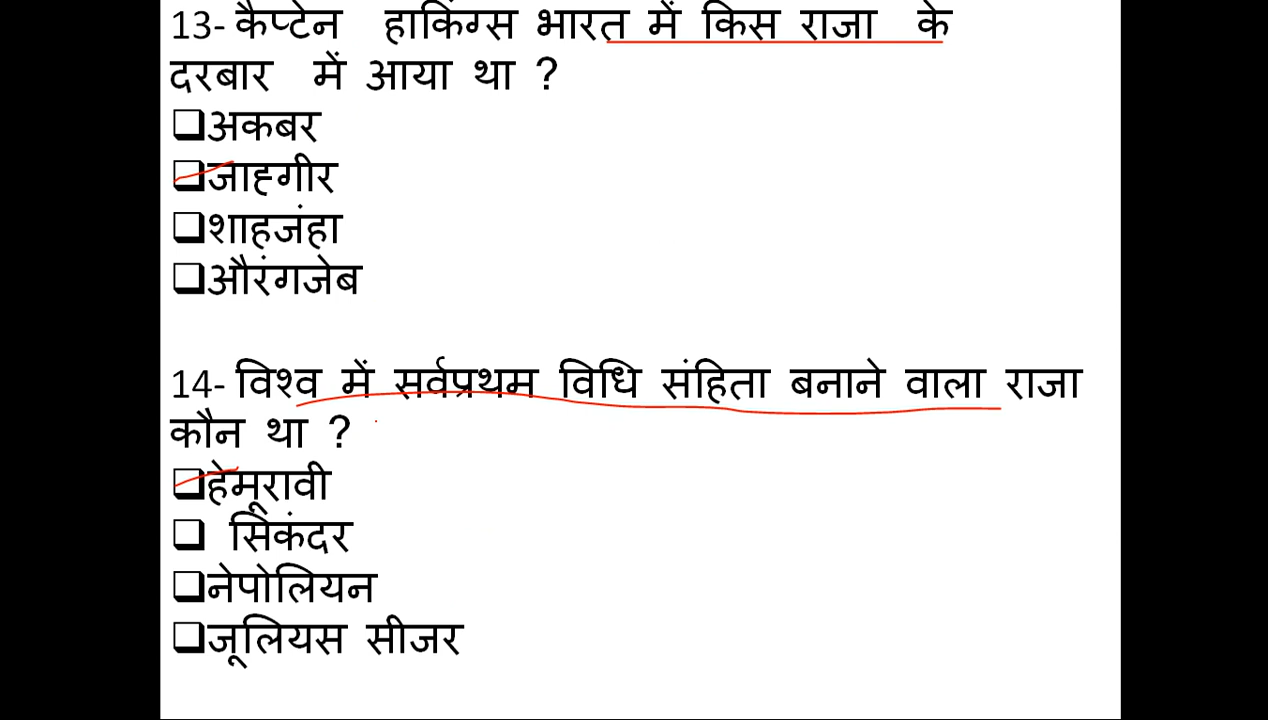 13- कैप्टेन हाकिंग्स भारत में किस राजा के
दरबार में आया था ?
❑अकबर
❑जाह्गीर
❑शाहजंहा
❑औरंगजेब
14- विश्व में सर्वप्रथम विधि संहिता बनाने वाला राजा
कौन था ?
❑हेमूरावी
❑ सिकंदर
❑नेपोलियन
❑जूलियस सीजर